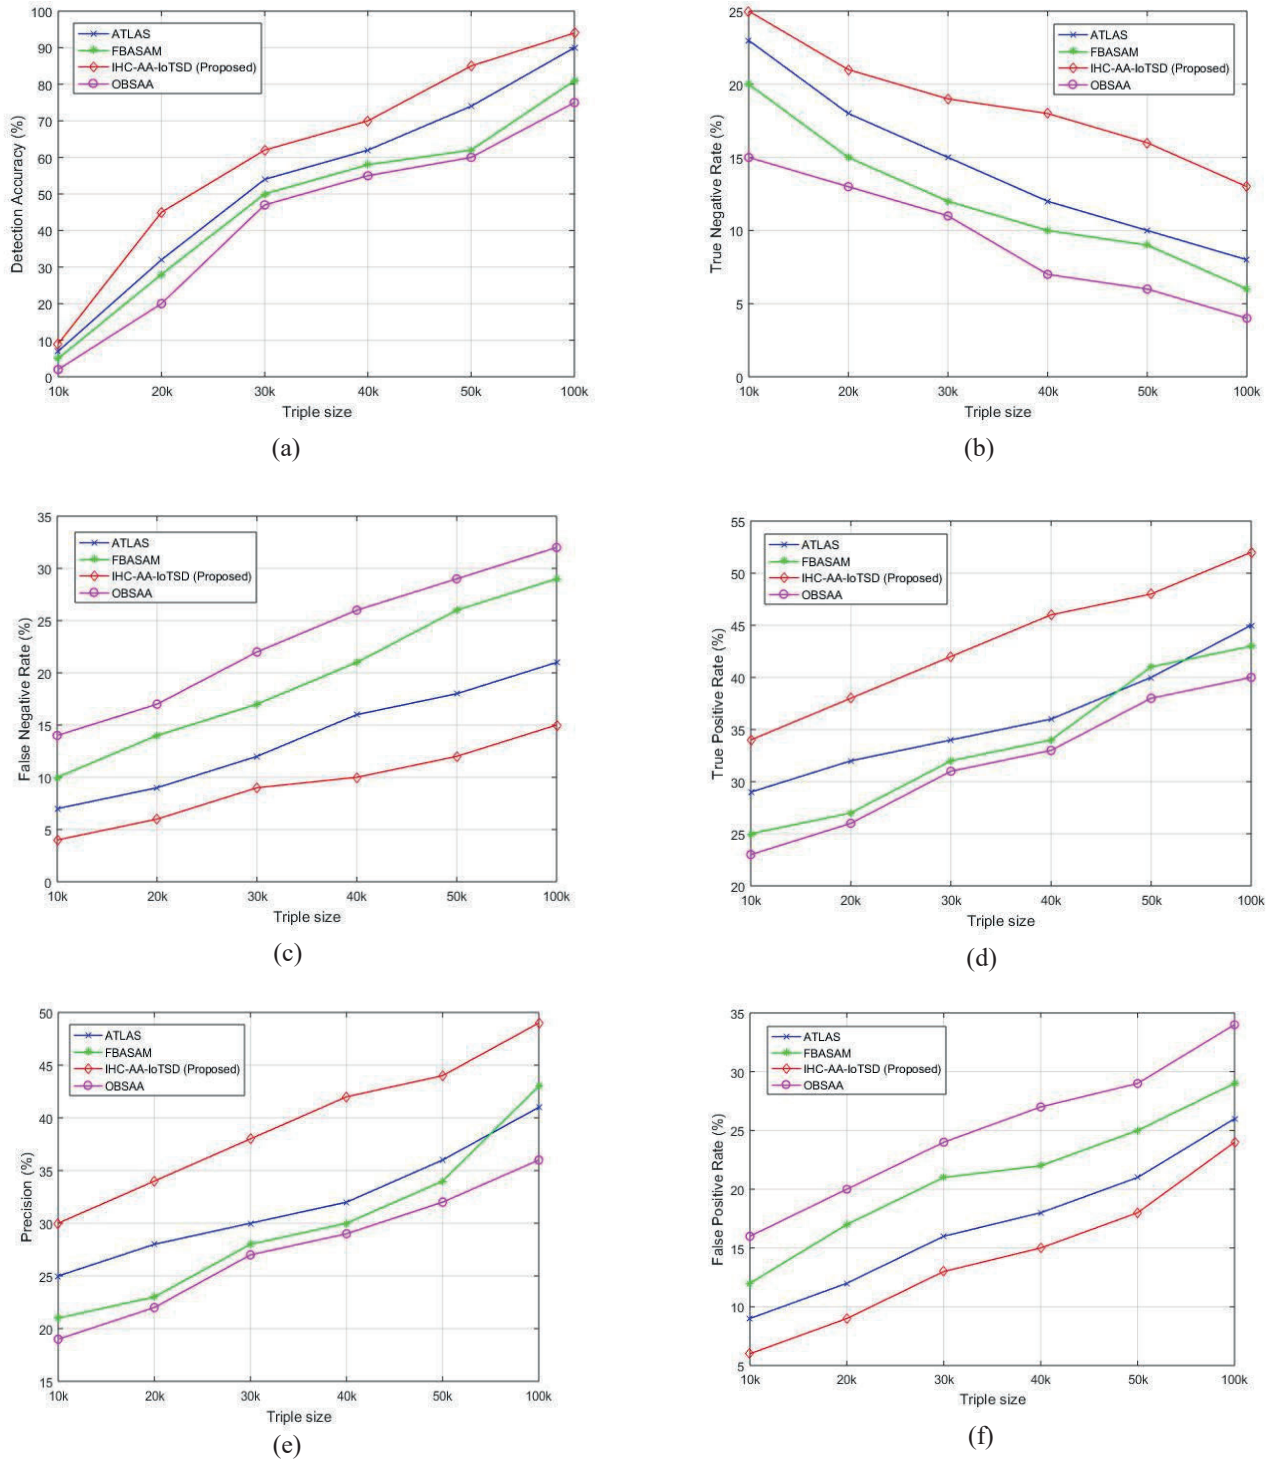 100
90
80
70
60
50
40
30
20
10
0
Detection Accuracy (%)
ATLAS
FBASAM
IHC-AA-IoTSD (Proposed)
OBSAA
10k 20k 30k 40k 50k 100k
Triple size
(a)
25
20
15
10
5
0
True Negative Rate (%)
ATLAS
FBASAM
IHC-AA-IoTSD (Proposed)
OBSAA
10k 20k 30k 40k 50k 100k
Triple size
(b)
35
30
25
20
15
10
5
0
False Negative Rate (%)
ATLAS
FBASAM
IHC-AA-IoTSD (Proposed)
OBSAA
10k 20k 30k 40k 50k 100k
Triple size
(c)
55
50
45
40
35
30
25
20
True Positive Rate (%)
ATLAS
FBASAM
IHC-AA-IoTSD (Proposed)
OBSAA
10k 20k 30k 40k 50k 100k
Triple size
(d)
50
45
40
35
30
25
20
15
Precision (%)
ATLAS
FBASAM
IHC-AA-IoTSD (Proposed)
OBSAA
10k 20k 30k 40k 50k 100k
Triple size
(e)
35
30
25
20
15
10
5
False Positive Rate (%)
ATLAS
FBASAM
IHC-AA-IoTSD (Proposed)
OBSAA
10k 20k 30k 40k 50k 100k
Triple size
(f)